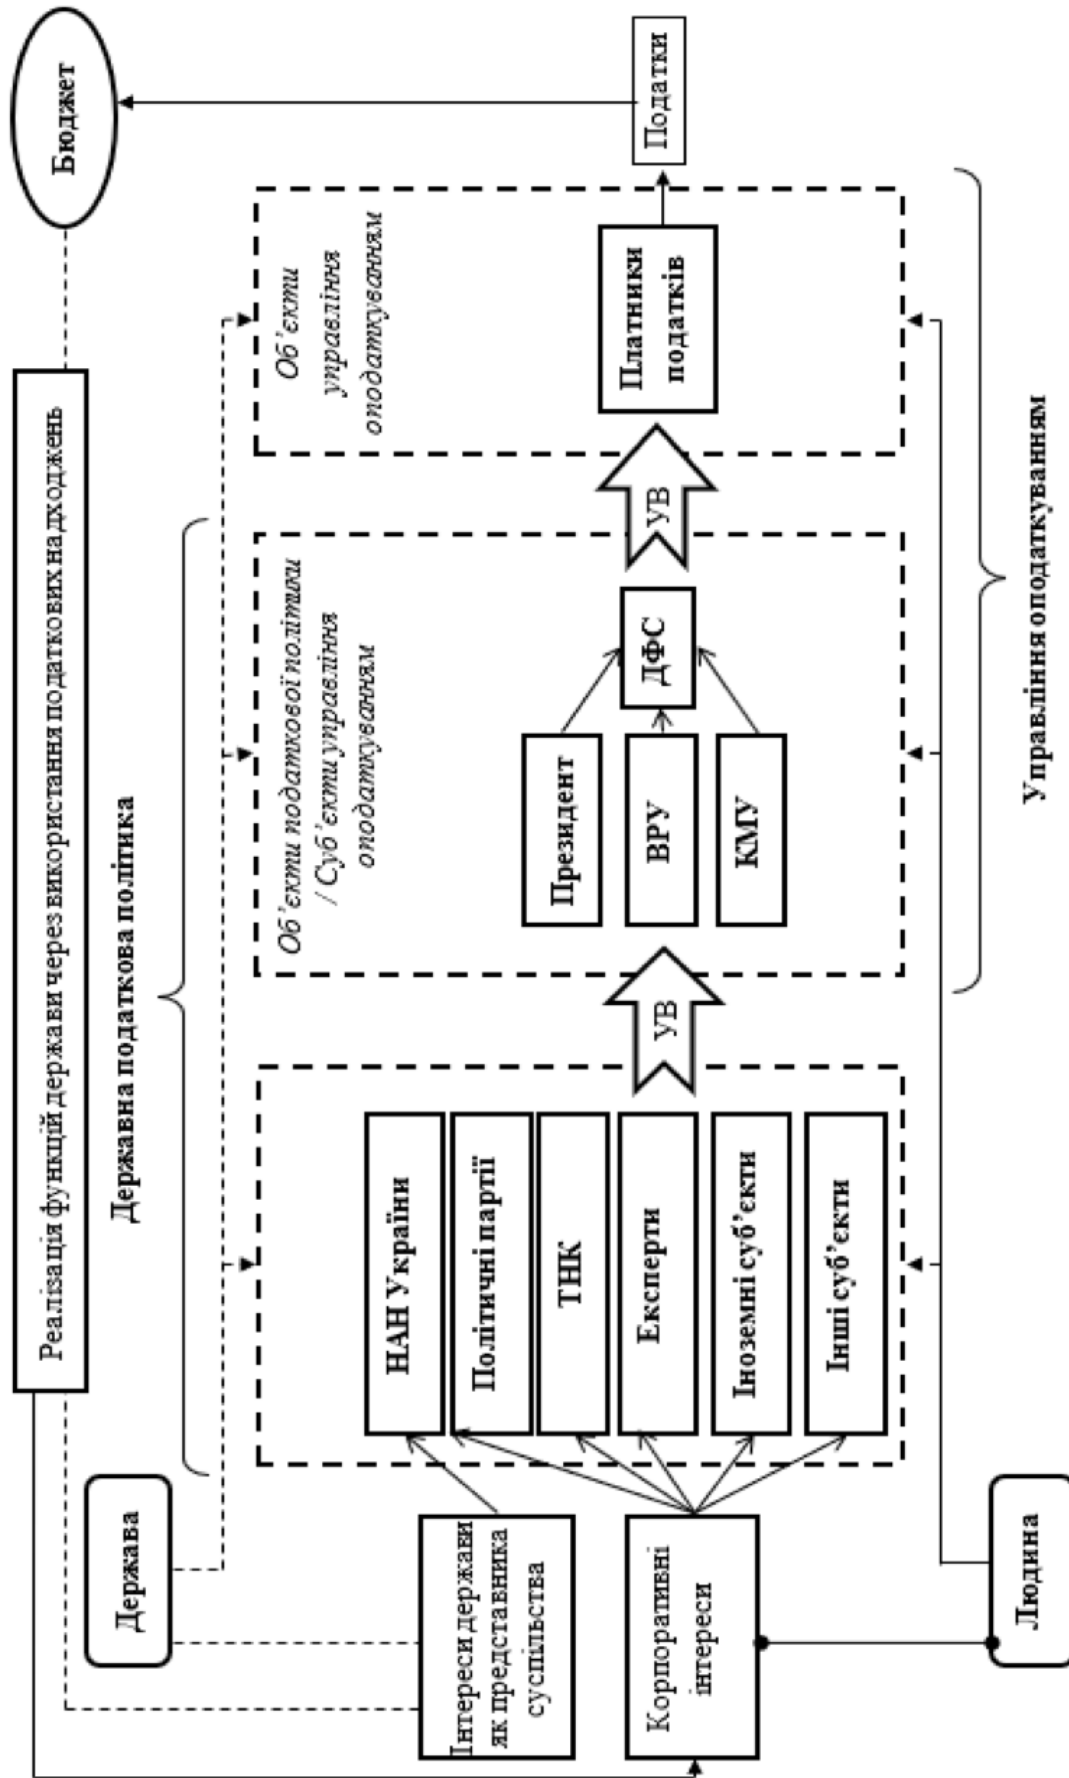 Бюджет
Реалізація функцій держави через використання податкових надходжень
Державна податкова політика
Держава
Інтереси держави
як представника
суспільства
Корпоративні
інтереси
Людина
НАН України
Політичні партії
ТНК
Експерти
Іноземні суб’єкти
Інші суб’єкти
УВ
Об’єкти податкової політики
/ Суб’єкти управління
оподаткуванням
Президент
ВРУ
КМУ
ДФС
УВ
Об’єкти
управління
оподаткуванням
Платники
податків
Податки
Управління оподаткуванням